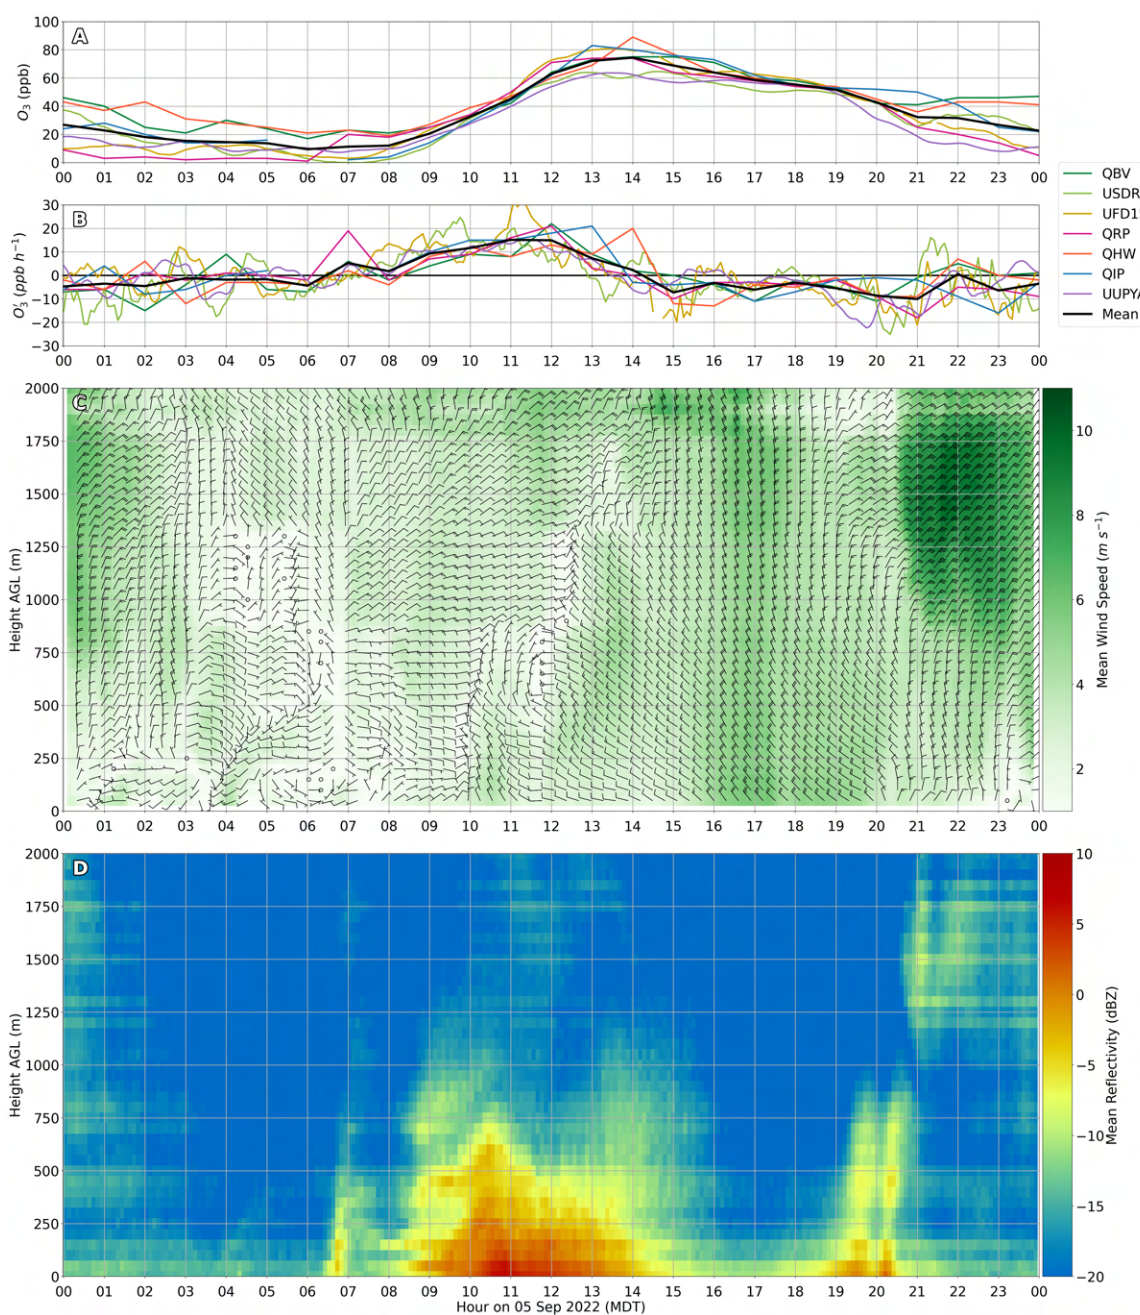 A
O3 (ppb)
100
80
60
40
20
0
00 01 02 03 04 05 06 07 08 09 10 11 12 13 14 15 16 17 18 19 20 21 22 23 00
QBV
USDR
UFD1
QRP
QHW
QIP
UUPYA
Mean
B
O3′ (ppb h−1)
30
20
10
0
−10
−20
−30
00 01 02 03 04 05 06 07 08 09 10 11 12 13 14 15 16 17 18 19 20 21 22 23 00
C
Height AGL (m)
2000
1750
1500
1250
1000
750
500
250
0
00 01 02 03 04 05 06 07 08 09 10 11 12 13 14 15 16 17 18 19 20 21 22 23 00
10
8
6
4
2
Mean Wind Speed (m s−1)
D
Height AGL (m)
2000
1750
1500
1250
1000
750
500
250
0
00 01 02 03 04 05 06 07 08 09 10 11 12 13 14 15 16 17 18 19 20 21 22 23 00
Hour on 05 Sep 2022 (MDT)
10
5
0
−5
−10
−15
−20
Mean Reflectivity (dBZ)